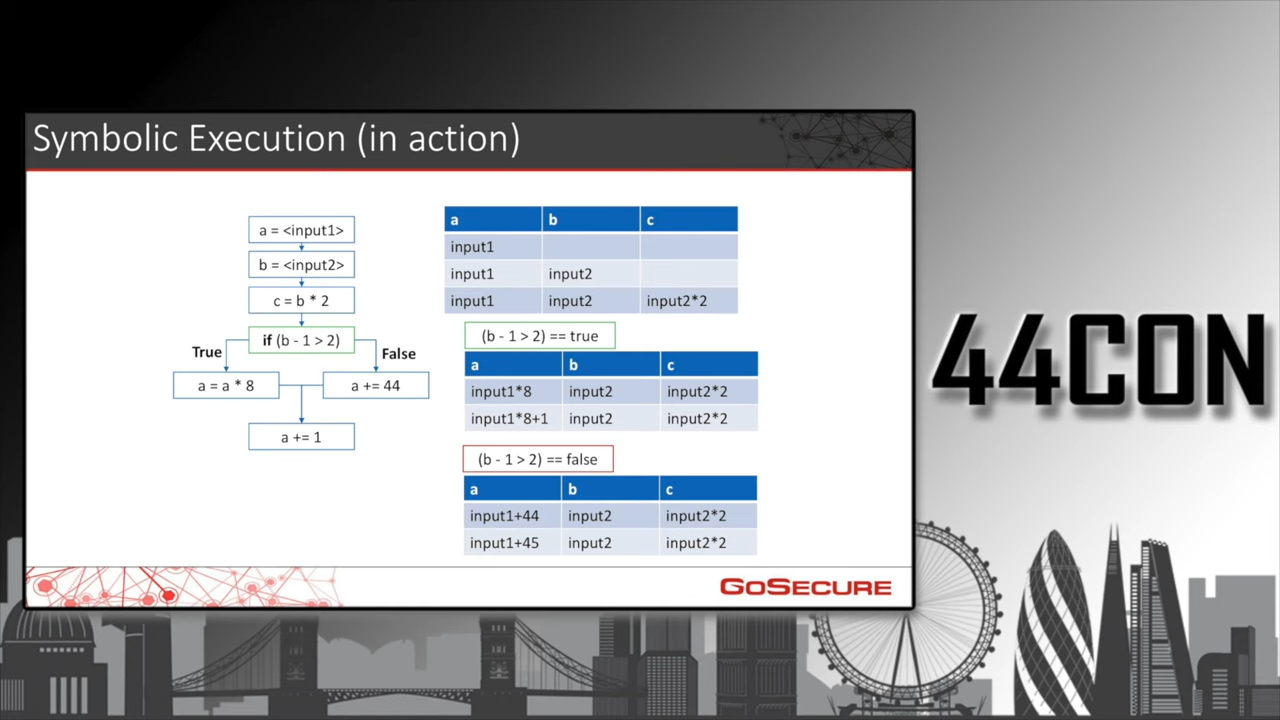 Symbolic Execution (in action)
a = <input1>
b = <input2>
c = b * 2
if (b - 1 > 2)
True
False
a = a * 8
a += 44
a += 1
a b c
input1
input1 input2
input1 input2 input2*2
(b - 1 > 2) == true
a b c
input1*8 input2 input2*2
input1*8+1 input2 input2*2
(b - 1 > 2) == false
a b c
input1+44 input2 input2*2
input1+45 input2 input2*2
GOSECURE
44CON